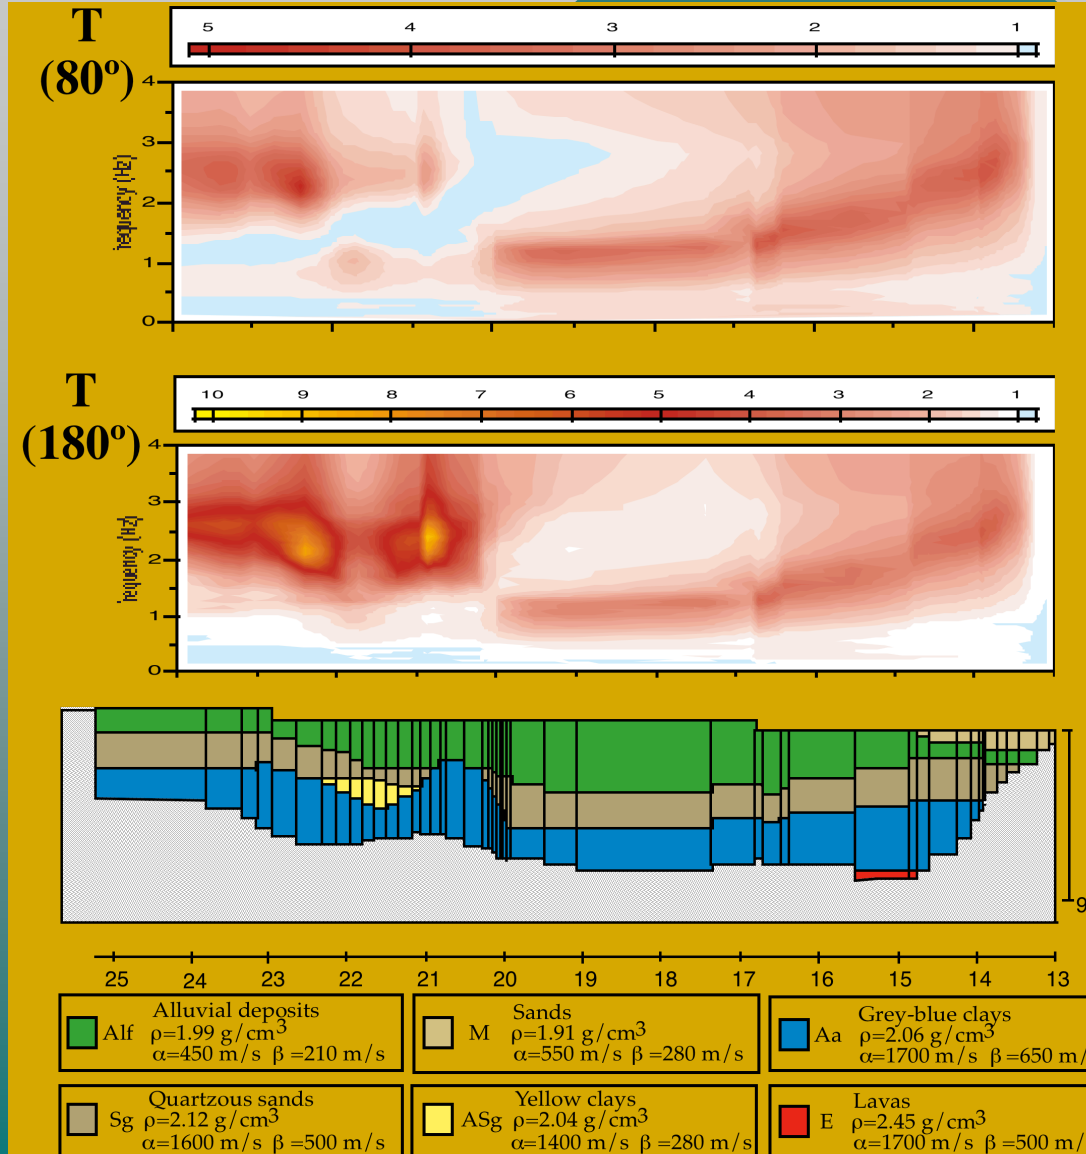 T
(80º)
5 4 3 2 1
4
3
2
1
0
requency (Hz)
T
(180º)
10 9 8 7 6 5 4 3 2 1
4
3
2
1
0
requency (Hz)
9
25 24 23 22 21 20 19 18 17 16 15 14 13
Alluvial deposits
Alf ρ=1.99 g/cm3
α=450 m/s β =210 m/s
Sands
M ρ=1.91 g/cm3
α=550 m/s β =280 m/s
Grey-blue clays
Aa ρ=2.06 g/cm3
α=1700 m/s β=650 m/
Quartzous sands
Sg ρ=2.12 g/cm3
α=1600 m/s β =500 m/s
Yellow clays
ASg ρ=2.04 g/cm3
α=1400 m/s β =280 m/s
Lavas
E ρ=2.45 g/cm3
α=1700 m/s β =500 m/